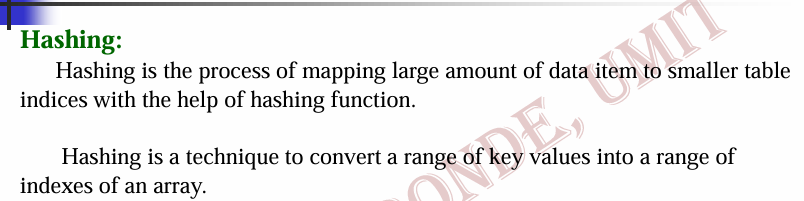 Hashing:
Hashing is the process of mapping large amount of data item to smaller table
indices with the help of hashing function.
Hashing is a technique to convert a range of key values into a range of
indexes of an array.
ONDE, UMIT